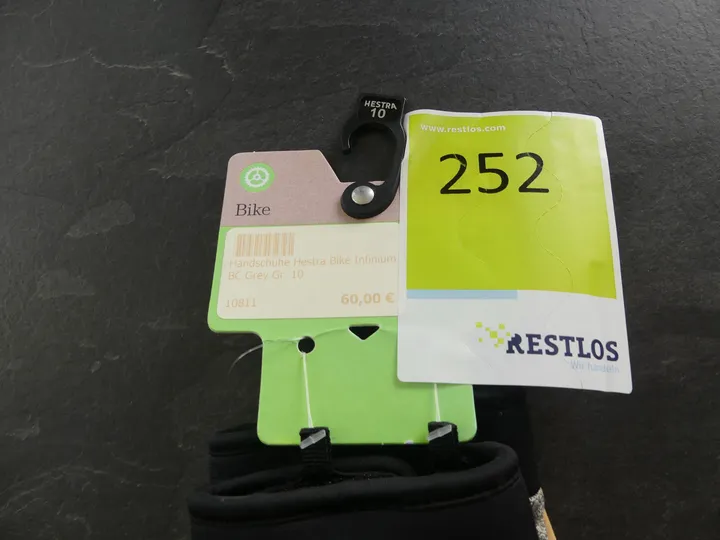 HESTRA
10
www.restlos.com
252
Bike
Handschuhe Hestra Bike Infinium
BC Grey Gr. 10
10811
60,00 €
RESTLOS
Wir handeln.